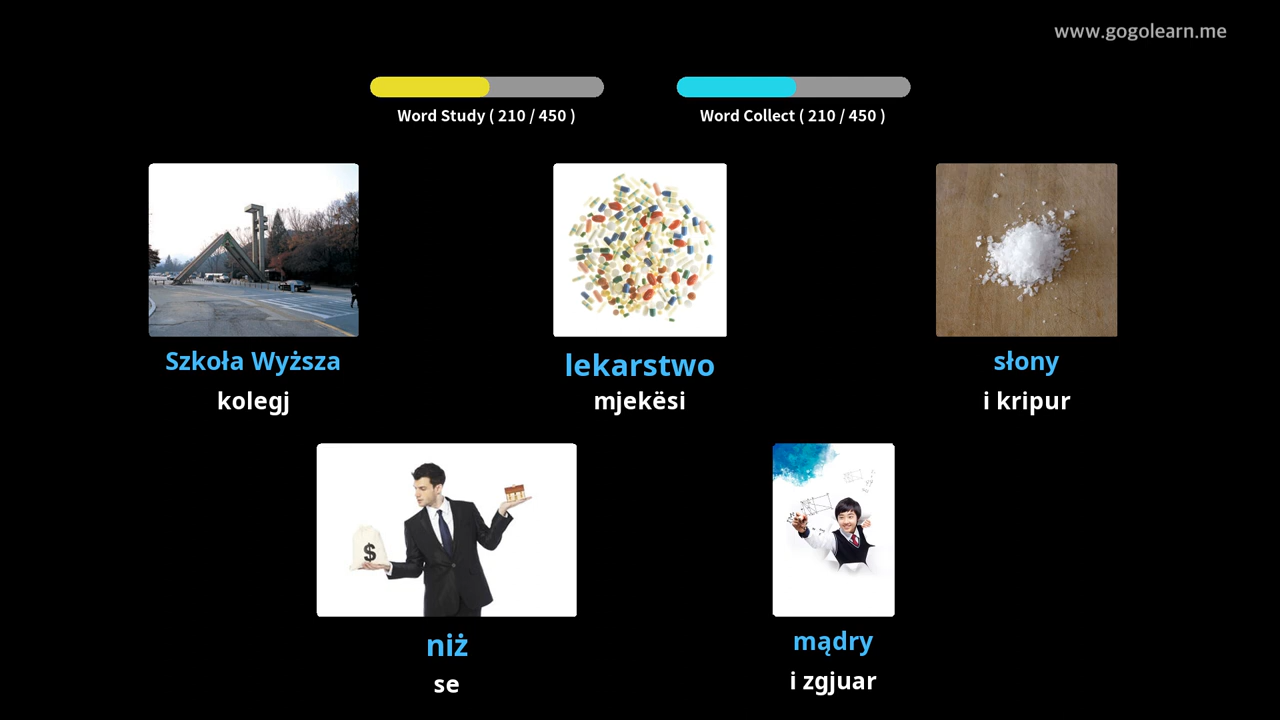 www.gogolearn.me
Word Study ( 210 / 450 )
Word Collect ( 210 / 450 )
Szkoła Wyższa
kolegj
lekarstwo
mjekësi
słony
i kripur
$
niż
se
mądry
i zgjuar